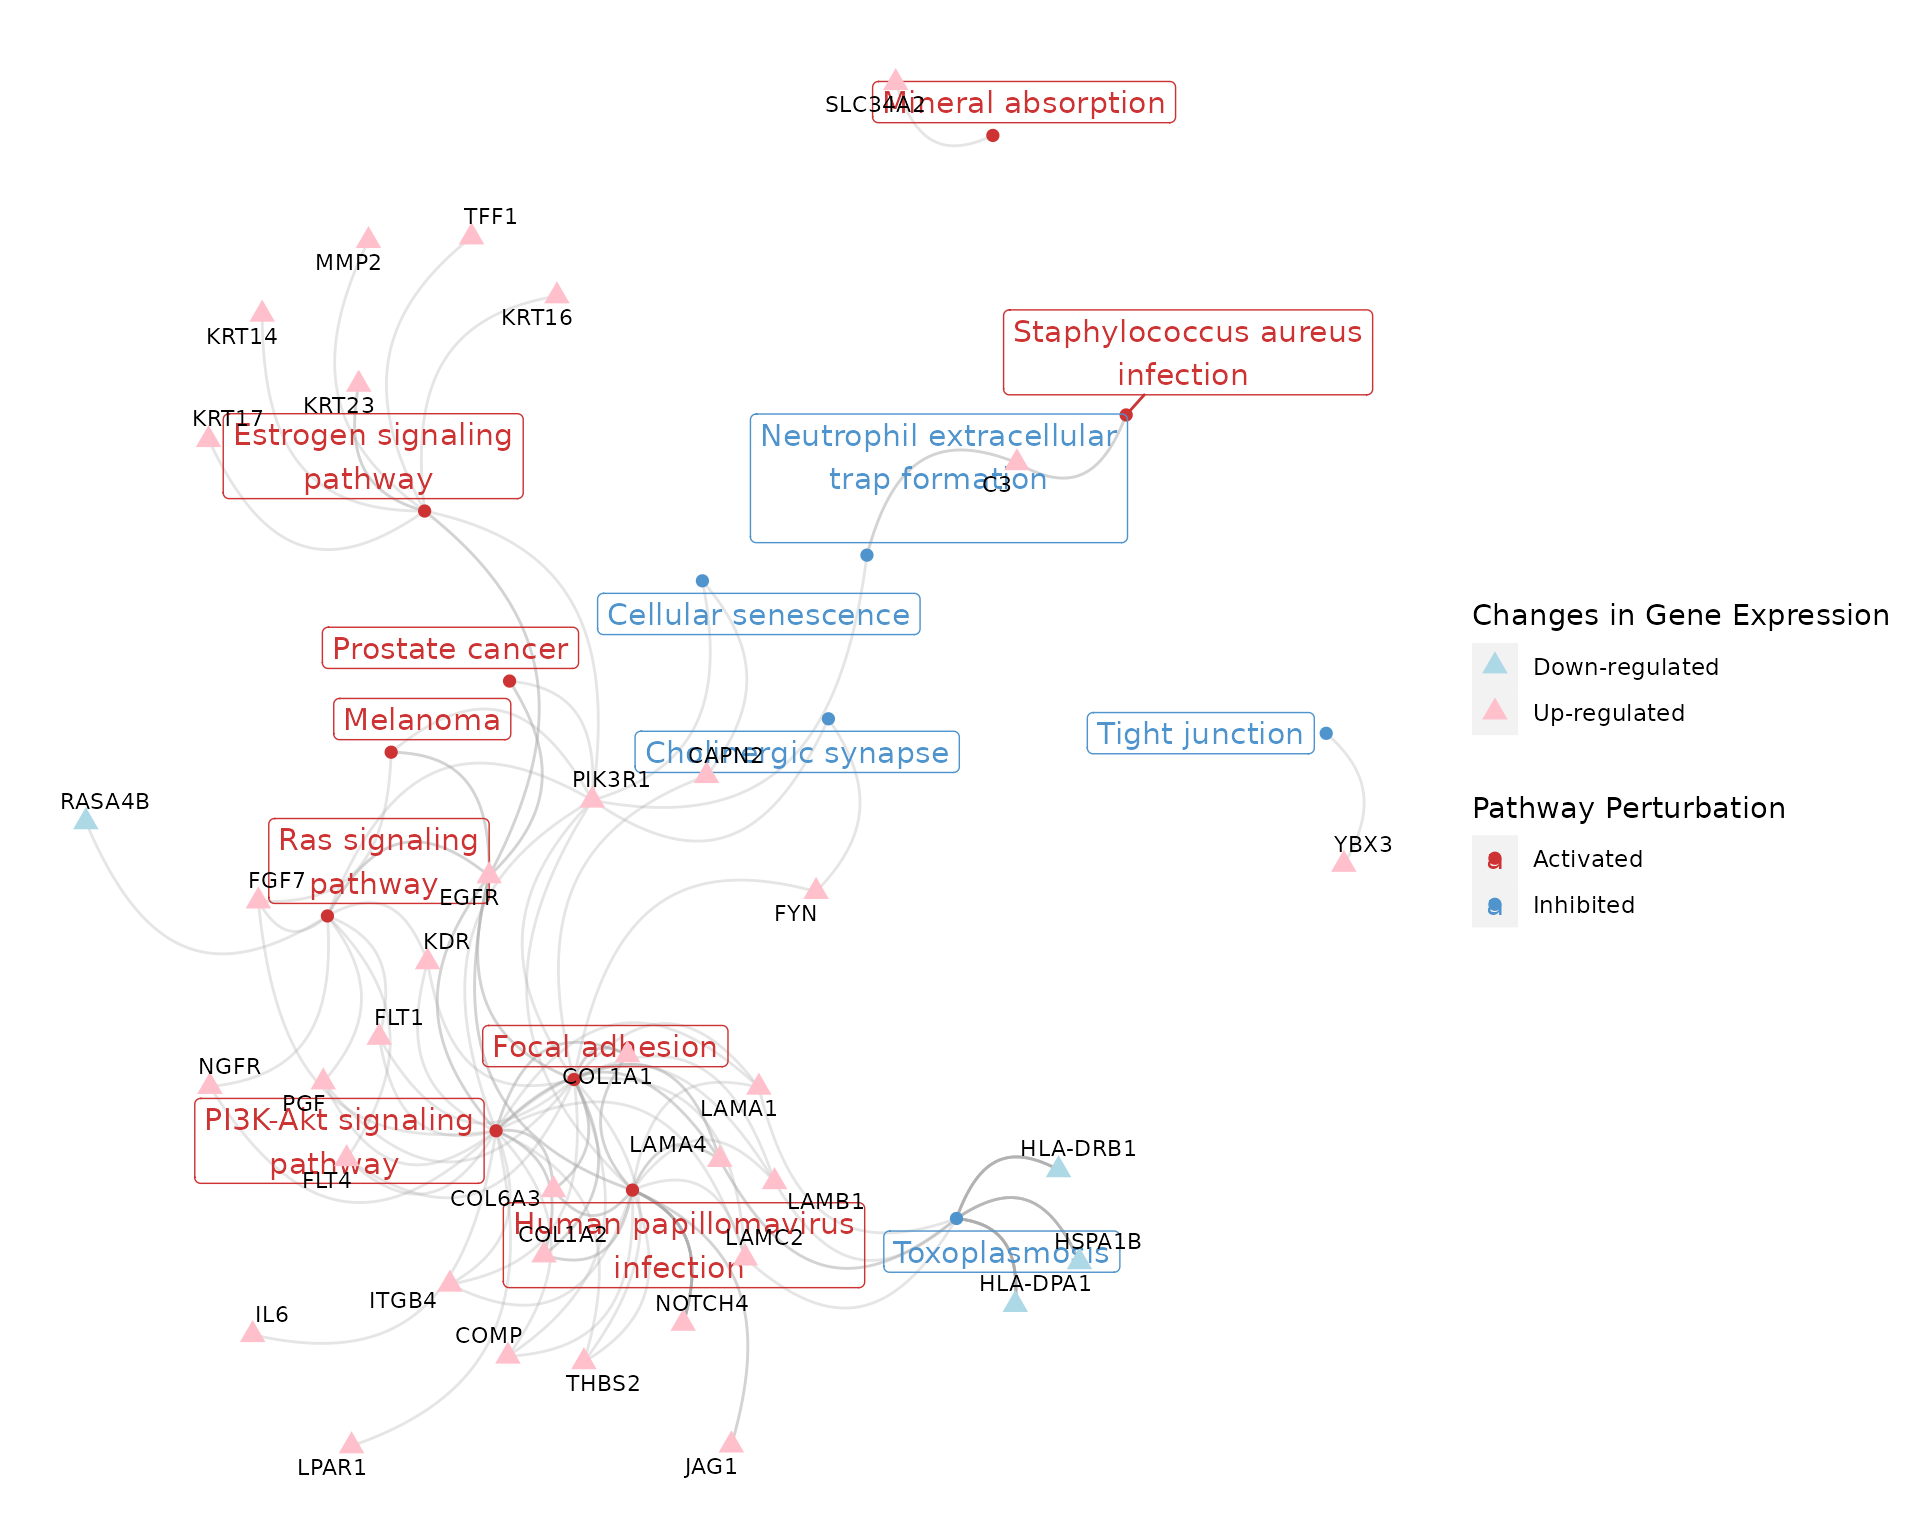 SLC34A2
Mineral absorption
TFF1
MMP2
KRT16
KRT14
Staphylococcus aureus
infection
KRT23
KRT17
Estrogen signaling
pathway
Neutrophil extracellular
trap formation
C3
Cellular senescence
Prostate cancer
Melanoma
Cholinergic synapse
CAPN2
Tight junction
PIK3R1
RASA4B
Ras signaling
pathway
YBX3
FGF7
EGFR
FYN
KDR
FLT1
Focal adhesion
NGFR
COL1A1
PGF
LAMA1
PI3K-Akt signaling
pathway
LAMA4
HLA-DRB1
FLT4
COL6A3
LAMB1
Human papillomavirus
infection
COL1A2
LAMC2
HSPA1B
Toxoplasmosis
HLA-DPA1
ITGB4
NOTCH4
IL6
COMP
THBS2
LPAR1
JAG1
Changes in Gene Expression
Down-regulated
Up-regulated
Pathway Perturbation
a Activated
a Inhibited